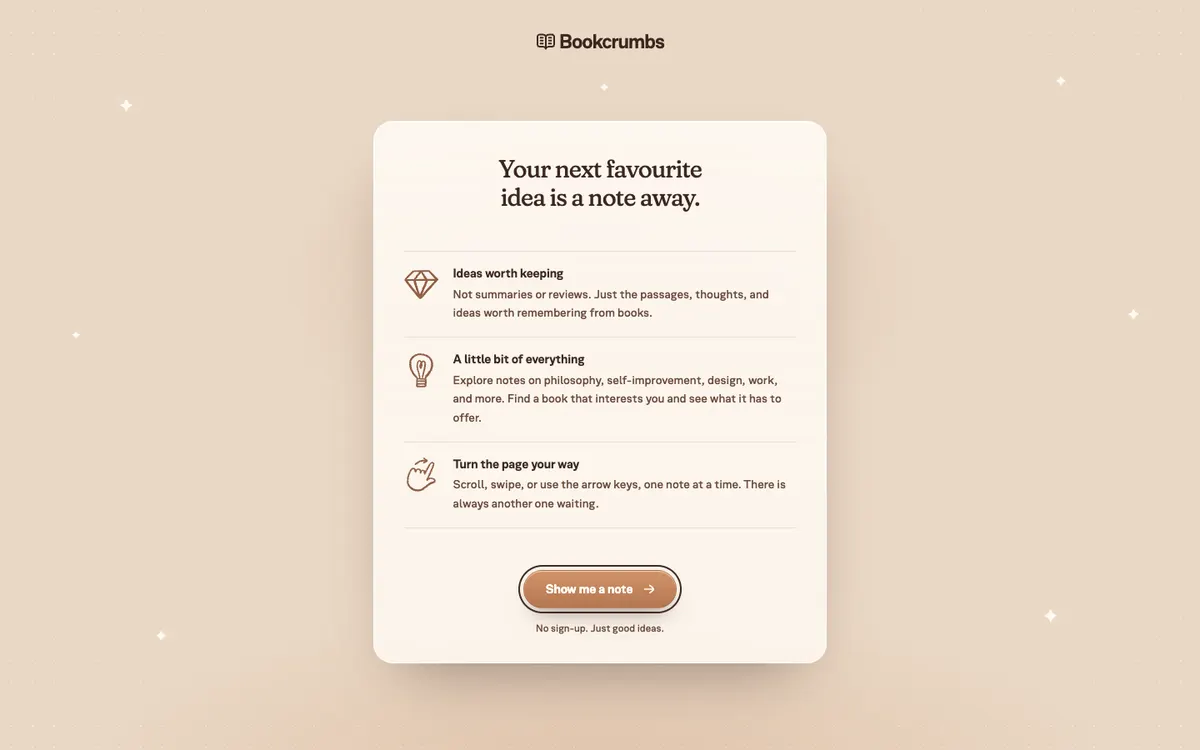 Bookcrumbs
Your next favourite
idea is a note away.
Ideas worth keeping
Not summaries or reviews. Just the passages, thoughts, and
ideas worth remembering from books.
A little bit of everything
Explore notes on philosophy, self-improvement, design, work,
and more. Find a book that interests you and see what it has to
offer.
Turn the page your way
Scroll, swipe, or use the arrow keys, one note at a time. There is
always another one waiting.
Show me a note →
No sign-up. Just good ideas.